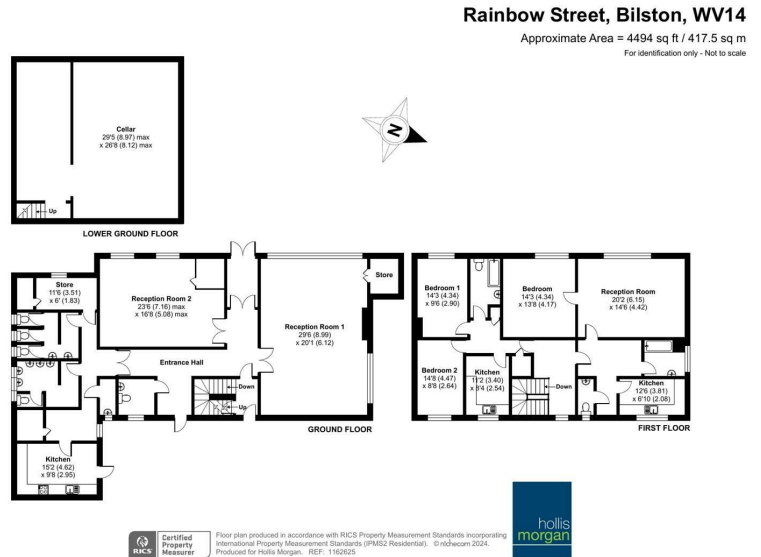 Rainbow Street, Bilston, WV14
Approximate Area = 4494 sq ft / 417.5 sq m
For identification only - Not to scale
Cellar
29'5 (8.97) max
x 26'8 (8.12) max
Up
LOWER GROUND FLOOR
N
Store
11'6 (3.51)
x 6' (1.83)
Reception Room 2
23'6 (7.16) max
x 16'8 (5.08) max
Store
Reception Room 1
29'6 (8.99)
x 20'1 (6.12)
Entrance Hall
Down
Up
Kitchen
15'2 (4.62)
x 9'8 (2.95)
GROUND FLOOR
Bedroom 1
14'3 (4.34)
x 9'6 (2.90)
Bedroom
14'3 (4.34)
x 13'8 (4.17)
Reception Room
20'2 (6.15)
x 14'6 (4.42)
Bedroom 2
14'8 (4.47)
x 8'8 (2.64)
Kitchen
11'2 (3.40)
x 8'4 (2.54)
Down
Kitchen
12'6 (3.81)
x 6'10 (2.08)
FIRST FLOOR
RICS
Certified
Property
Measurer
Floor plan produced in accordance with RICS Property Measurement Standards incorporating
International Property Measurement Standards (IPMS2 Residential). © nichecom 2024.
Produced for Hollis Morgan. REF: 1162625
hollis
morgan